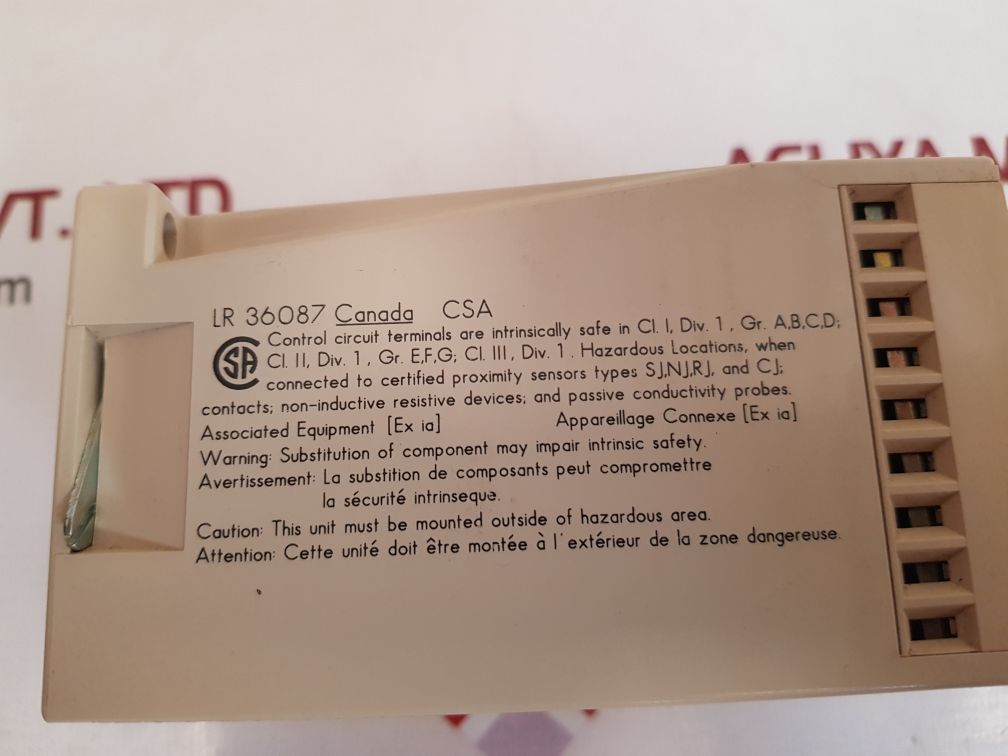 VT. LTD
m
LR 36087 Canada CSA
SA
Control circuit terminals are intrinsically safe in Cl. I, Div. 1 , Gr. A,B,C,D;
Cl. II, Div. 1 , Gr. E,F,G; Cl. III , Div. 1 . Hazardous Locations, when
connected to certified proximity sensors types SJ,NJ,RJ, and CJ;
contacts; non-inductive resistive devices; and passive conductivity probes.
Associated Equipment [Ex ia] Appareillage Connexe [Ex ia]
Warning: Substitution of component may impair intrinsic safety.
Avertissement: La substition de composants peut compromettre
la sécurité intrinseque.
Caution: This unit must be mounted outside of hazardous area.
Attention: Cette unité doit être montée à l'extérieur de la zone dangereuse.